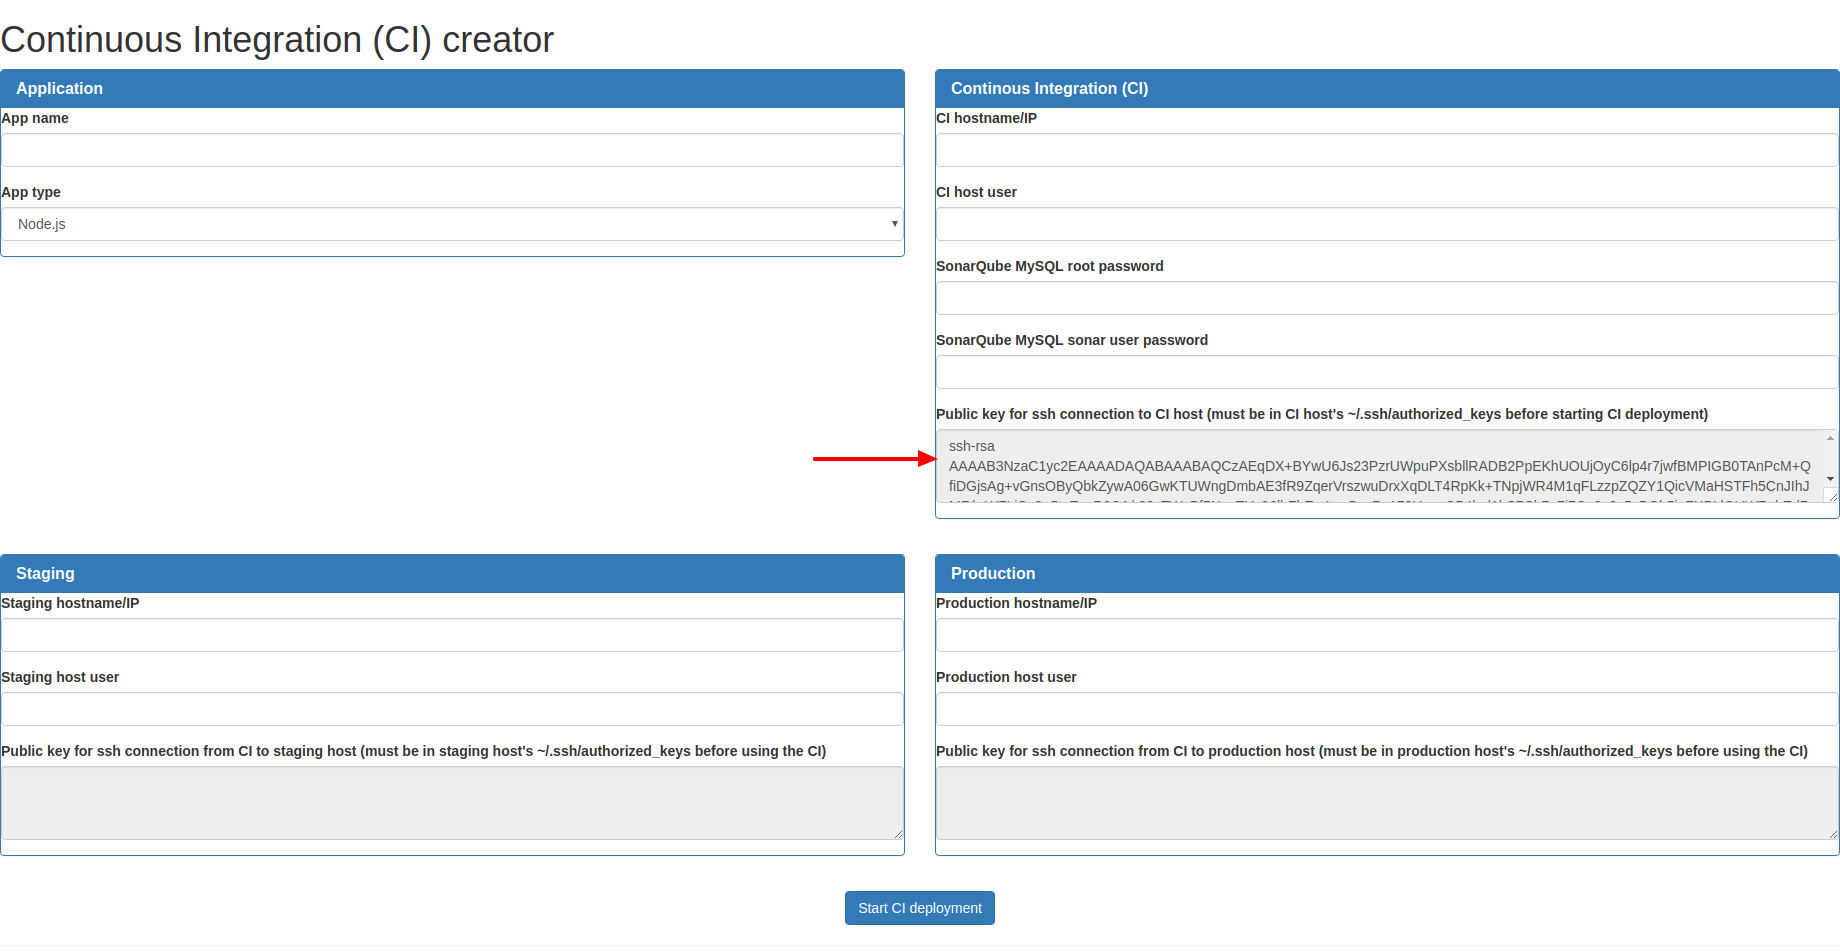 Continuous Integration (CI) creator
Application
App name
App type
Node.js
Continous Integration (CI)
CI hostname/IP
CI host user
SonarQube MySQL root password
SonarQube MySQL sonar user password
Public key for ssh connection to CI host (must be in CI host's ~/.ssh/authorized_keys before starting CI deployment)
ssh-rsa
AAAAB3NzaC1yc2EAAAADAQABAAABAQCzAEqDX+BYwU6Js23PzrUWpuPXsbllRADB2PpEKhUOUjOyC6lp4r7jwfBMPIGB0TAnPcM+Q
fiDGjsAg+vGnsOByQbkZywA06GwKTUWngDmbAE3fR9ZqerVrszwuDrxXqDLT4RpKk+TNpjWR4M1qFLzzpZQZY1QicVMaHSTFh5CnJIhJ
Staging
Staging hostname/IP
Staging host user
Public key for ssh connection from CI to staging host (must be in staging host's ~/.ssh/authorized_keys before using the CI)
Production
Production hostname/IP
Production host user
Public key for ssh connection from CI to production host (must be in production host's ~/.ssh/authorized_keys before using the CI)
Start CI deployment